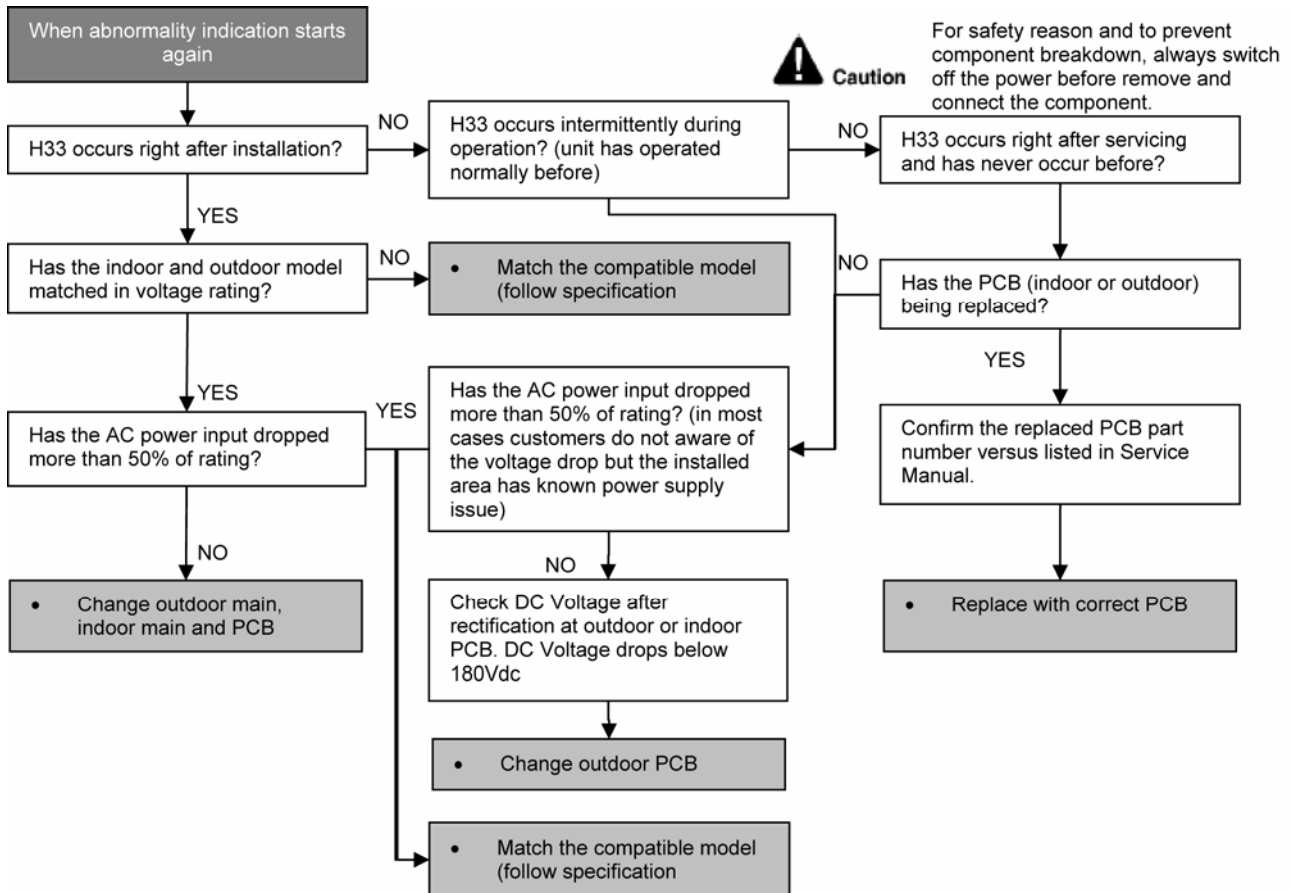 When abnormality indication starts
again
Caution
For safety reason and to prevent
component breakdown, always switch
off the power before remove and
connect the component.
H33 occurs right after installation?
NO
H33 occurs intermittently during
operation? (unit has operated
normally before)
NO
H33 occurs right after servicing
and has never occur before?
YES
Has the indoor and outdoor model
matched in voltage rating?
NO
• Match the compatible model
(follow specification
NO
Has the PCB (indoor or outdoor)
being replaced?
YES
YES
Has the AC power input dropped
more than 50% of rating?
YES
Has the AC power input dropped
more than 50% of rating? (in most
cases customers do not aware of
the voltage drop but the installed
area has known power supply
issue)
Confirm the replaced PCB part
number versus listed in Service
Manual.
NO
NO
• Change outdoor main,
indoor main and PCB
Check DC Voltage after
rectification at outdoor or indoor
PCB. DC Voltage drops below
180Vdc
• Replace with correct PCB
• Change outdoor PCB
• Match the compatible model
(follow specification